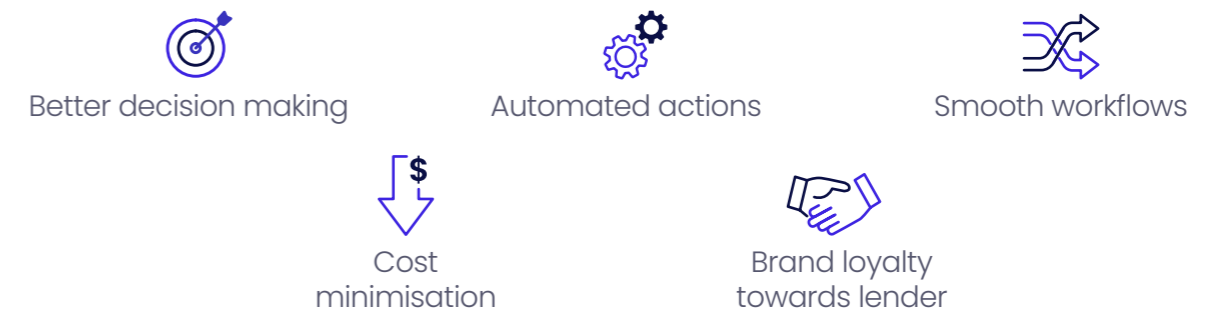 Better decision making
Automated actions
Smooth workflows
$
Cost
minimisation
Brand loyalty
towards lender